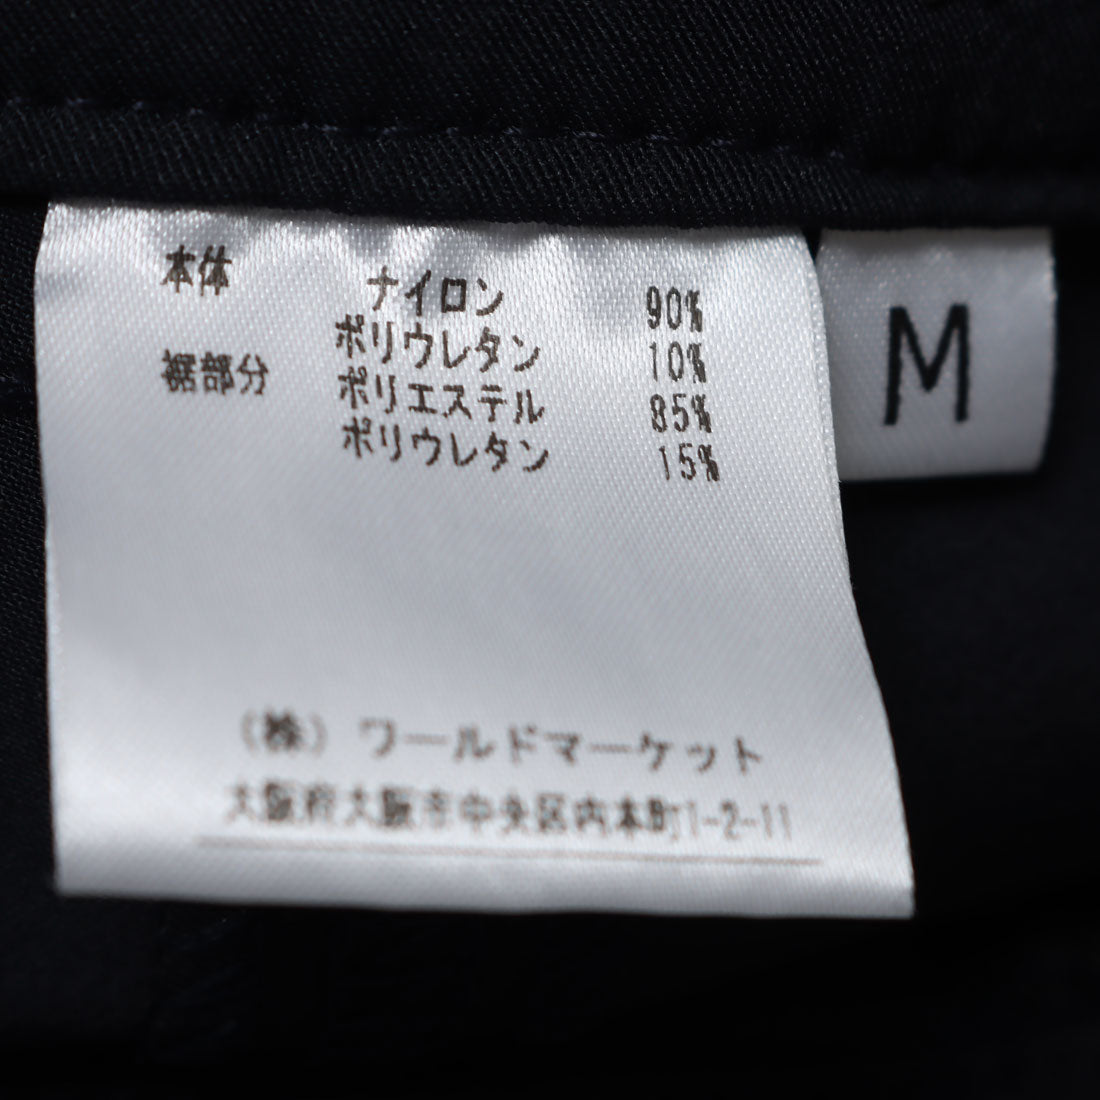 本体 ナイロン 90%
ポリウレタン 10%
裾部分 ポリエステル 85%
ポリウレタン 15%
(株)ワールドマーケット
大阪府大阪市中央区内本町1-2-11
M